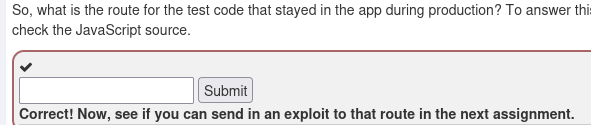 So, what is the route for the test code that stayed in the app during production? To answer
check the JavaScript source.
Submit
Correct! Now, see if you can send in an exploit to that route in the next assignment.